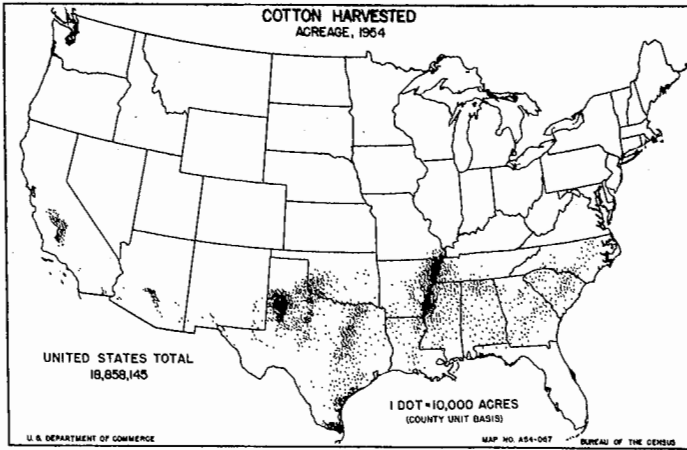 COTTON HARVESTED
ACREAGE, 1954
UNITED STATES TOTAL
18,858,145
1 DOT=10,000 ACRES
(COUNTY UNIT BASIS)
U. S. DEPARTMENT OF COMMERCE
MAP NO. A54-067
BUREAU OF THE CENSUS